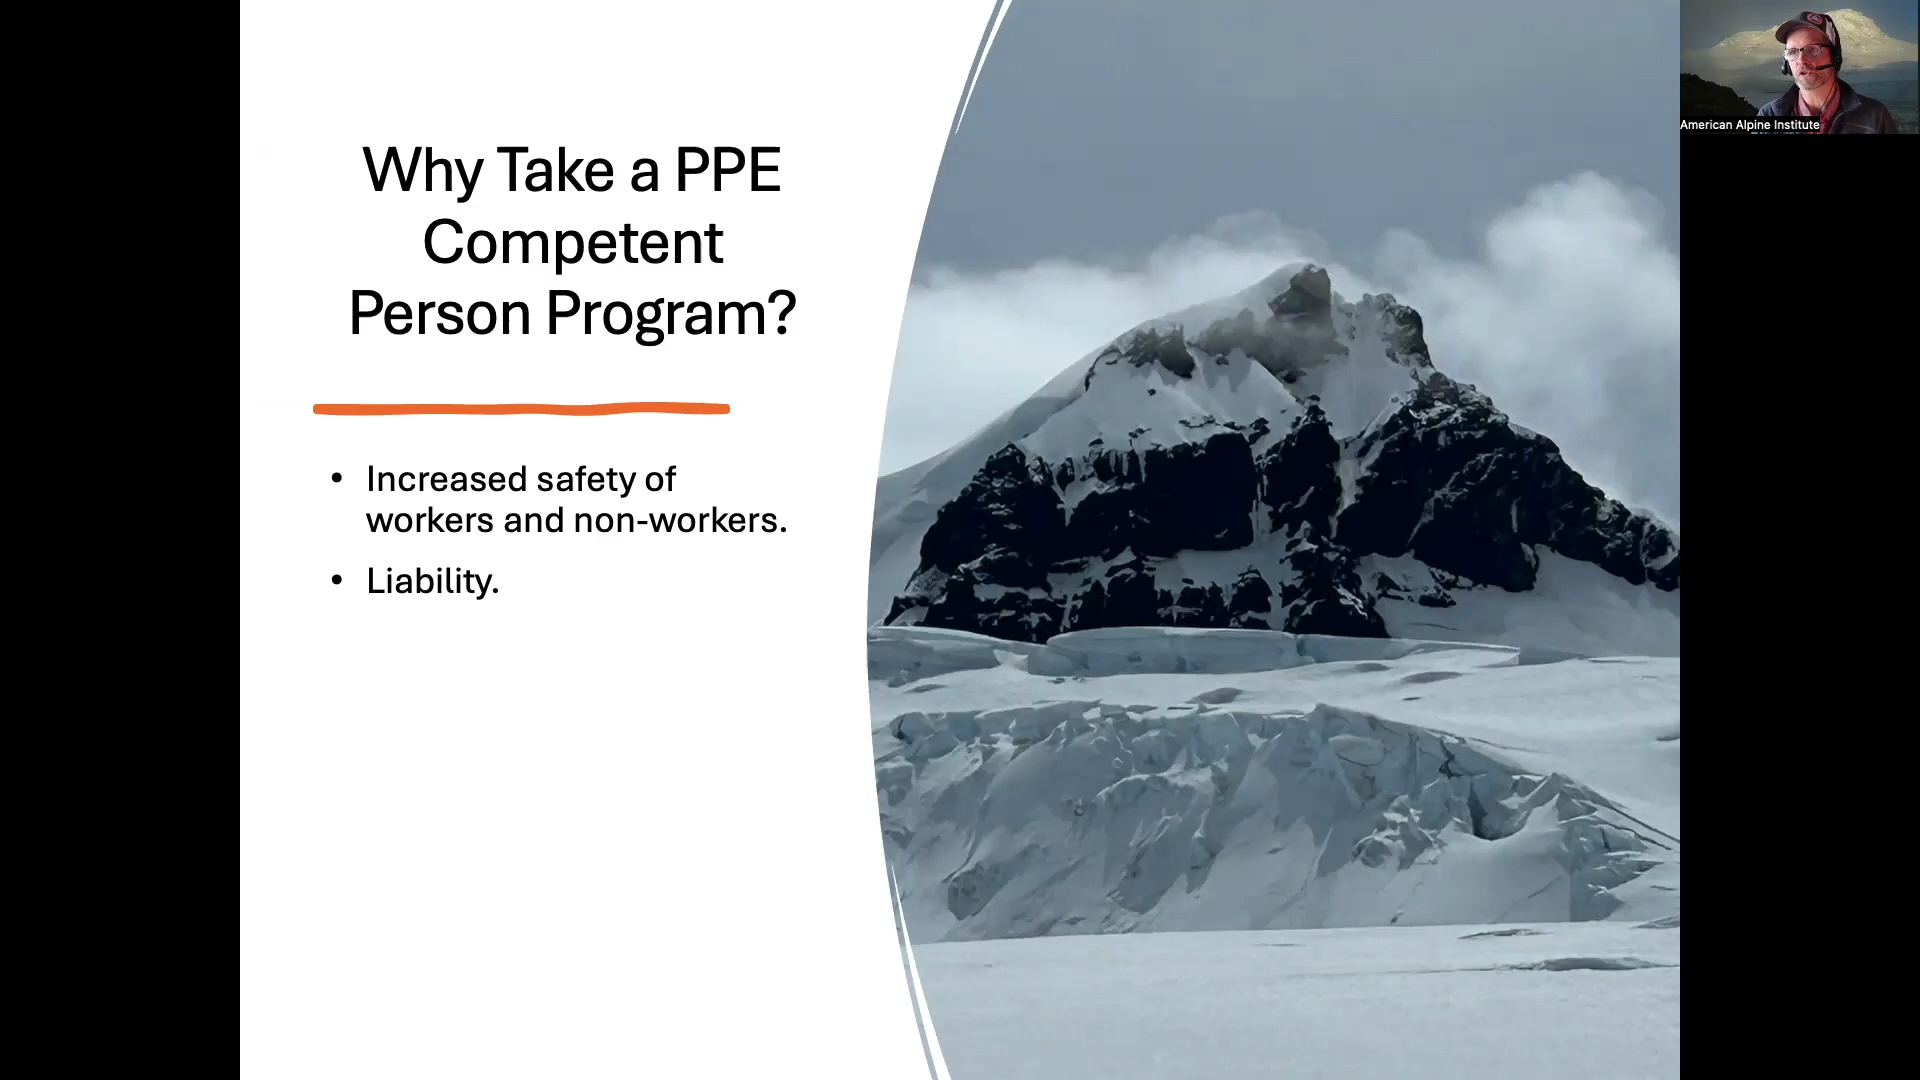 Why Take a PPE
Competent
Person Program?
• Increased safety of
workers and non-workers.
• Liability.
American Alpine Institute